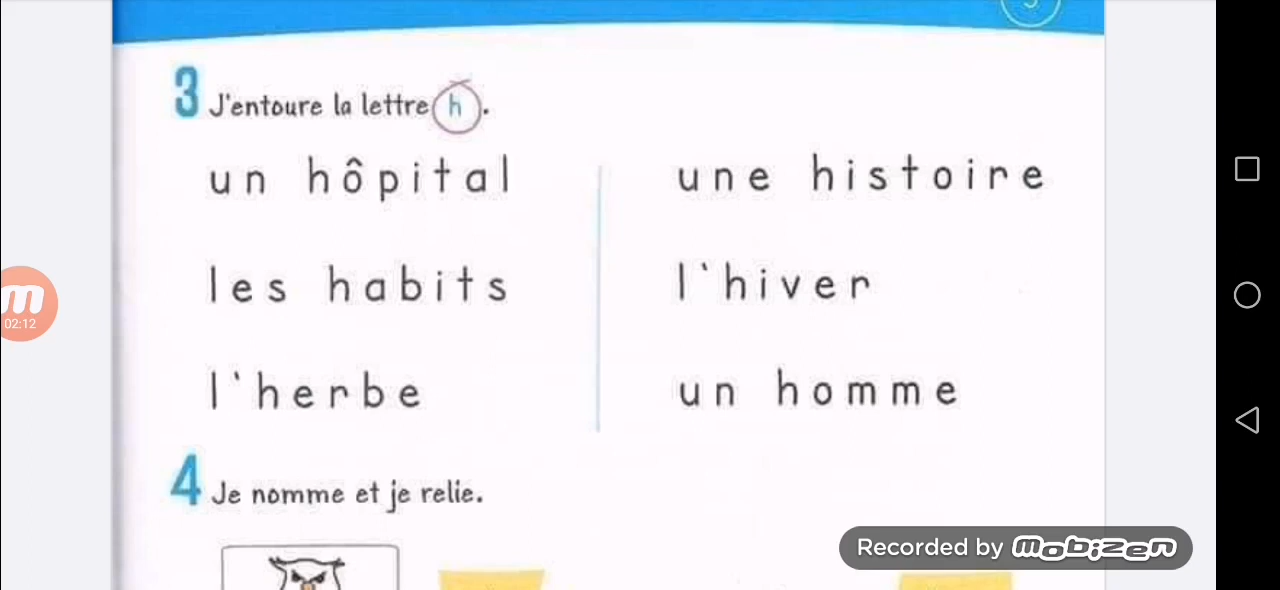 3 J'entoure la lettre h.
un hôpital
les habits
l'herbe
une histoire
l'hiver
un homme
4 Je nomme et je relie.
02:12
Recorded by Mobizen